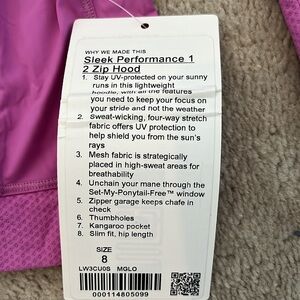 WHY WE MADE THIS
Sleek Performance 1
2 Zip Hood
1. Stay UV-protected on your sunny
runs in this lightweight
hoodie, with all the features
you need to keep your focus on
your stride and not the weather
2. Sweat-wicking, four-way stretch
fabric offers UV protection to
help shield you from the sun's
rays
3. Mesh fabric is strategically
placed in high-sweat areas for
breathability
4. Unchain your mane through the
Set-My-Ponytail-Free™ window
5. Zipper garage keeps chafe in
check
6. Thumbholes
7. Kangaroo pocket
8. Slim fit, hip length
SIZE
8
LW3CU0S MGLO
000114805099